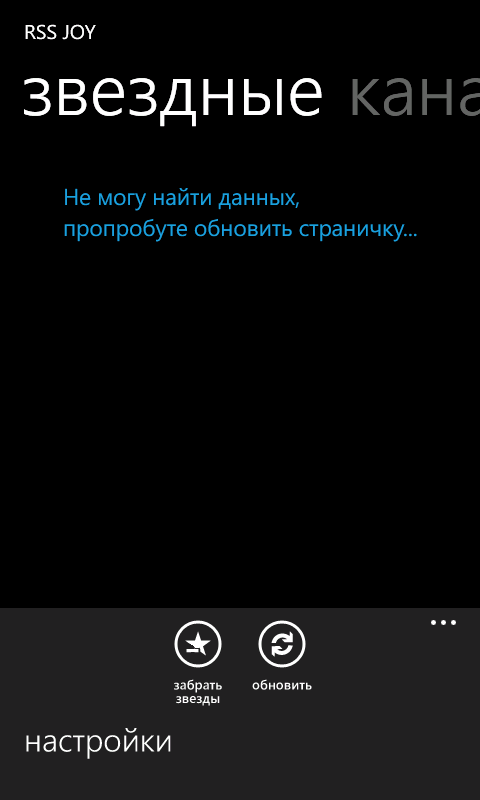 RSS JOY
звездные кана
Не могу найти данных,
пропробуте обновить страничку...
забрать
звезды
обновить
настройки